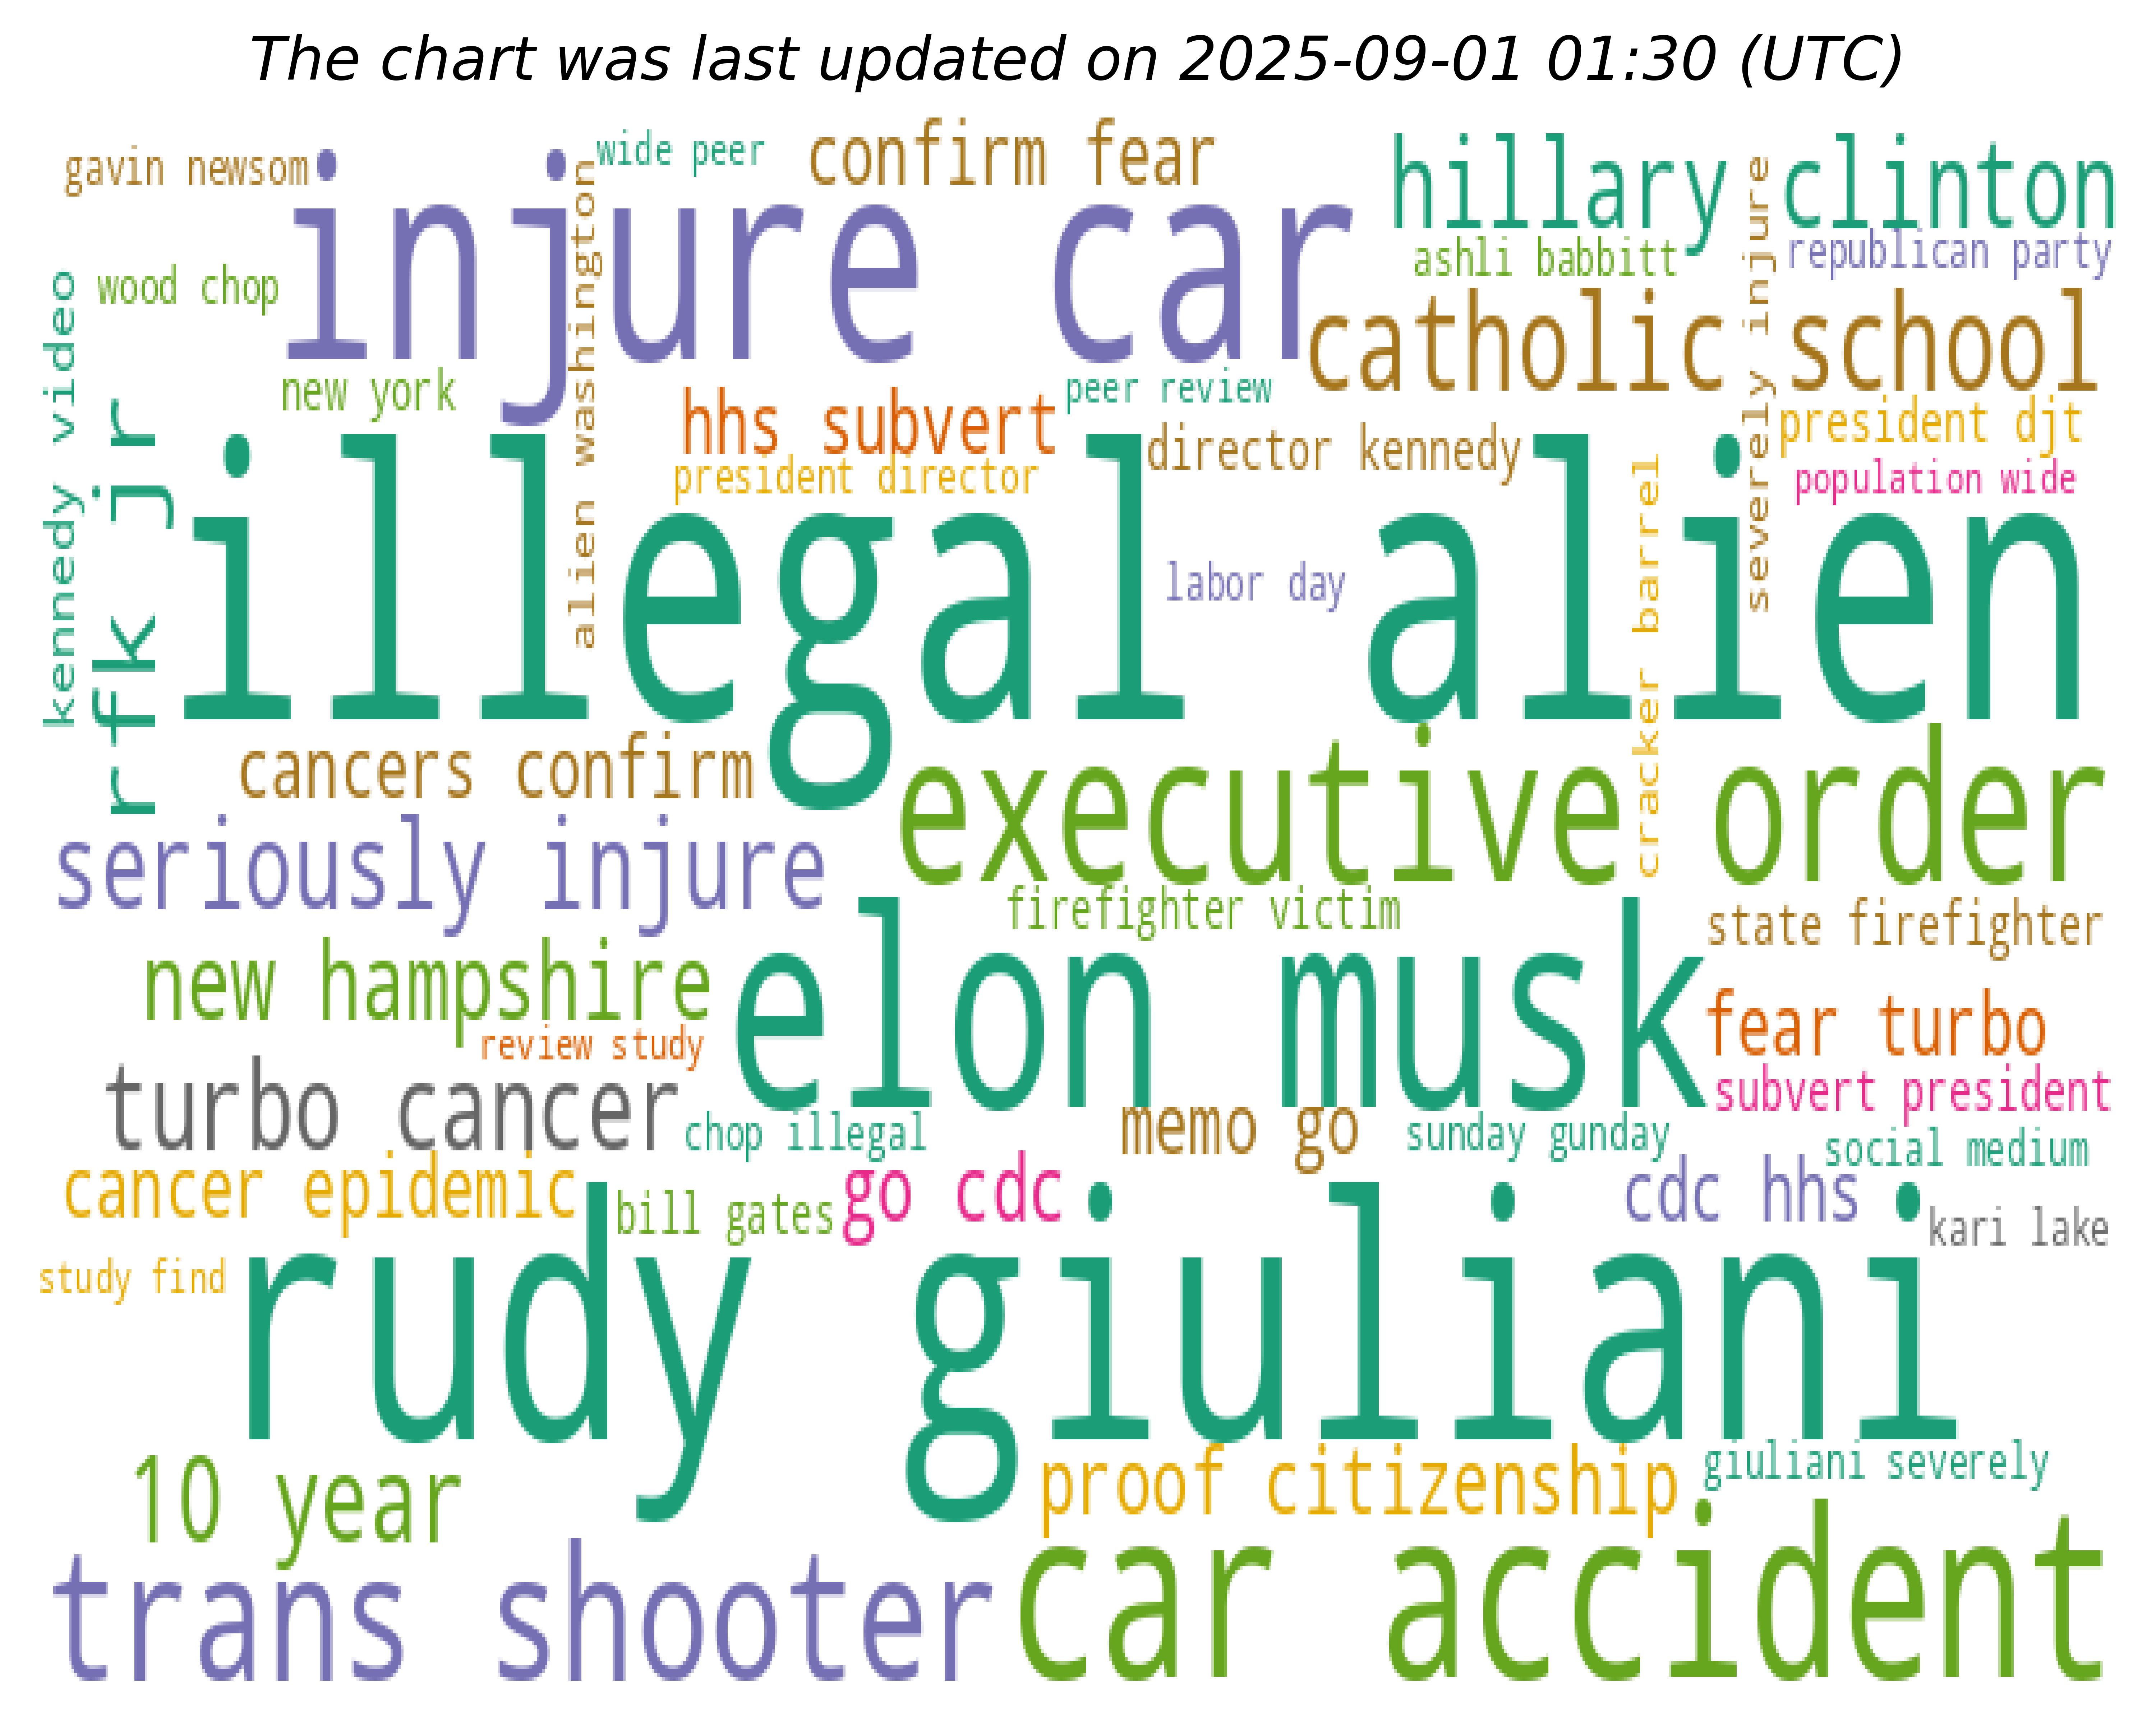 The chart was last updated on 2025-09-01 01:30 (UTC)
gavin newsom
wide peer
confirm fear
hillary clinton
injure car
ashli babbitt
republican party
wood chop
catholic school
severely injure
alien washington
kennedy video
rfk jr
new york
hhs subvert
peer review
president djt
director kennedy
president director
population wide
illegal alien
labor day
cracker barrel
cancers confirm
executive order
seriously injure
firefighter victim
state firefighter
new hampshire
elon musk
fear turbo
review study
turbo cancer
subvert president
chop illegal
memo go
sunday gunday
social medium
cancer epidemic
bill gates
go cdc
cdc hhs
kari lake
study find
rudy giuliani
10 year
proof citizenship
giuliani severely
trans shooter
car accident